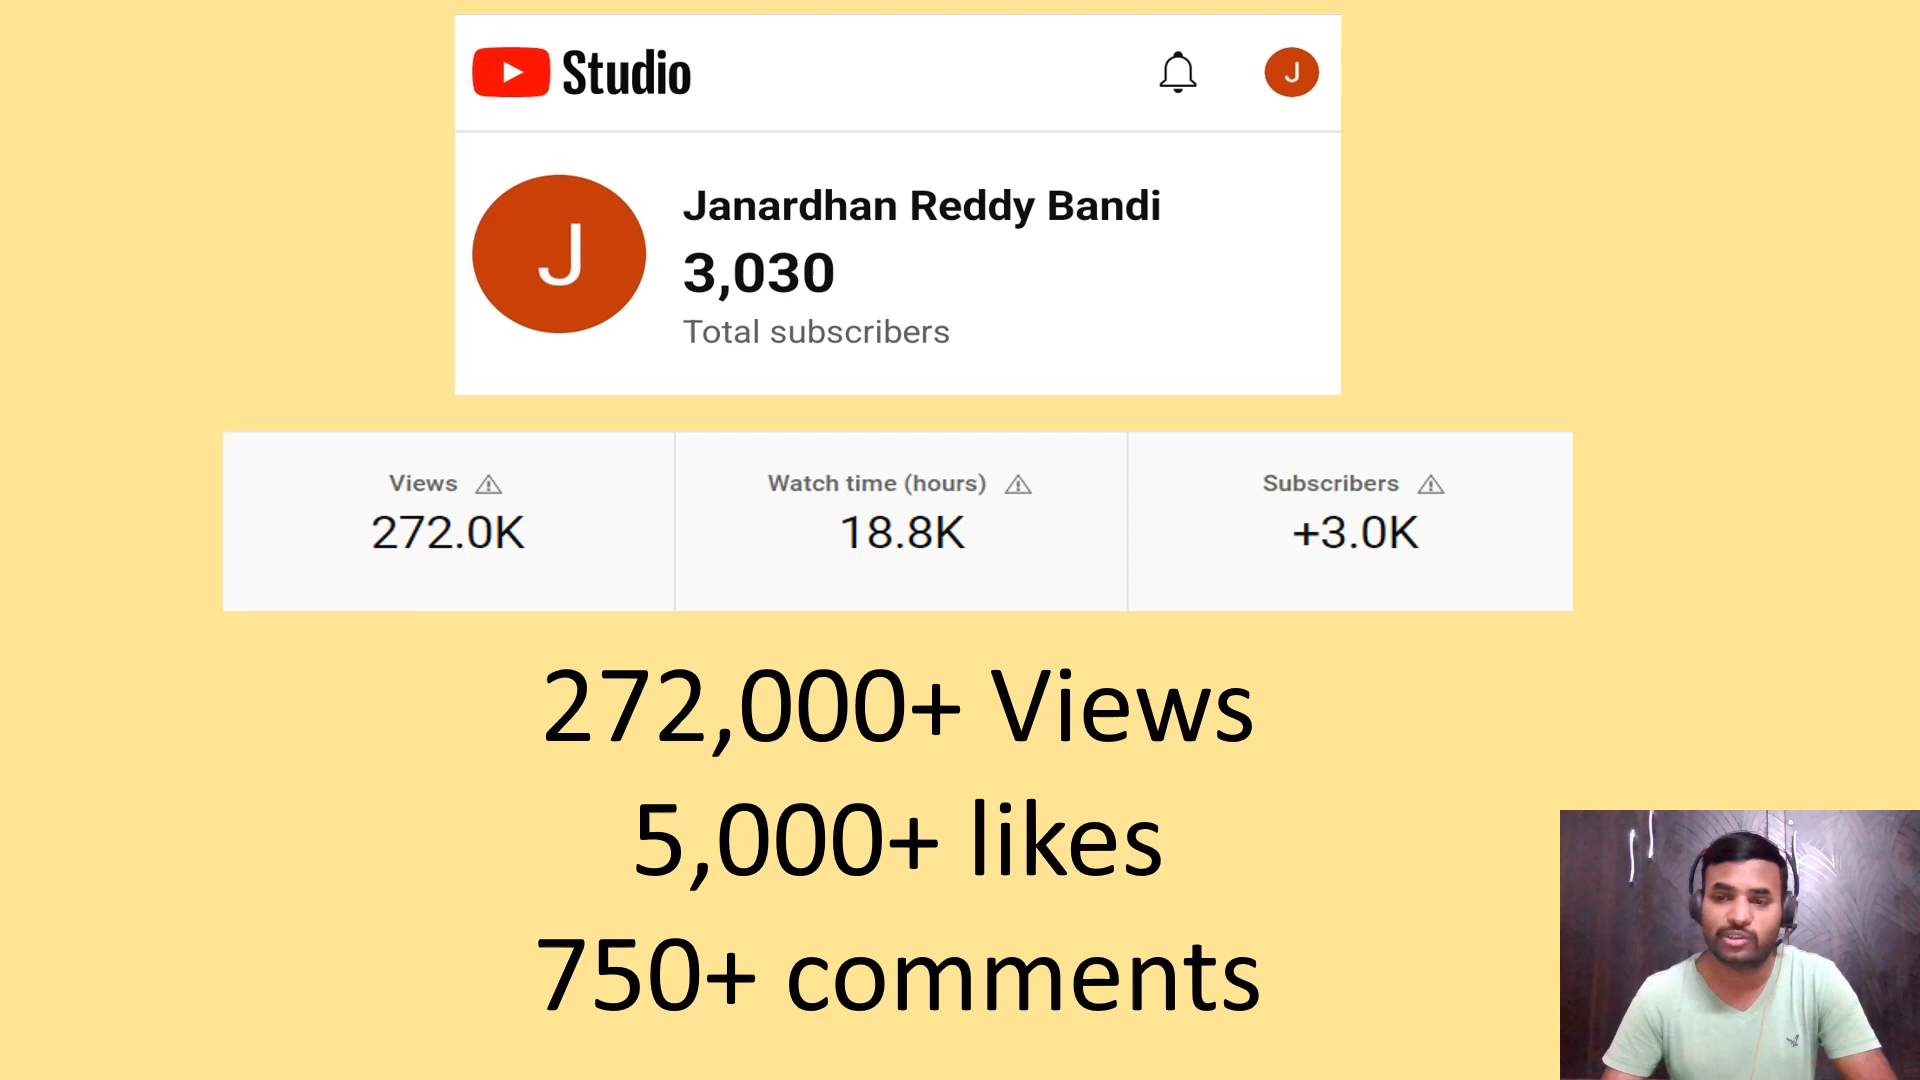 Studio
J
J
Janardhan Reddy Bandi
3,030
Total subscribers
Views Watch time (hours) Subscribers
272.0K 18.8K +3.0K
272,000+ Views
5,000+ likes
750+ comments